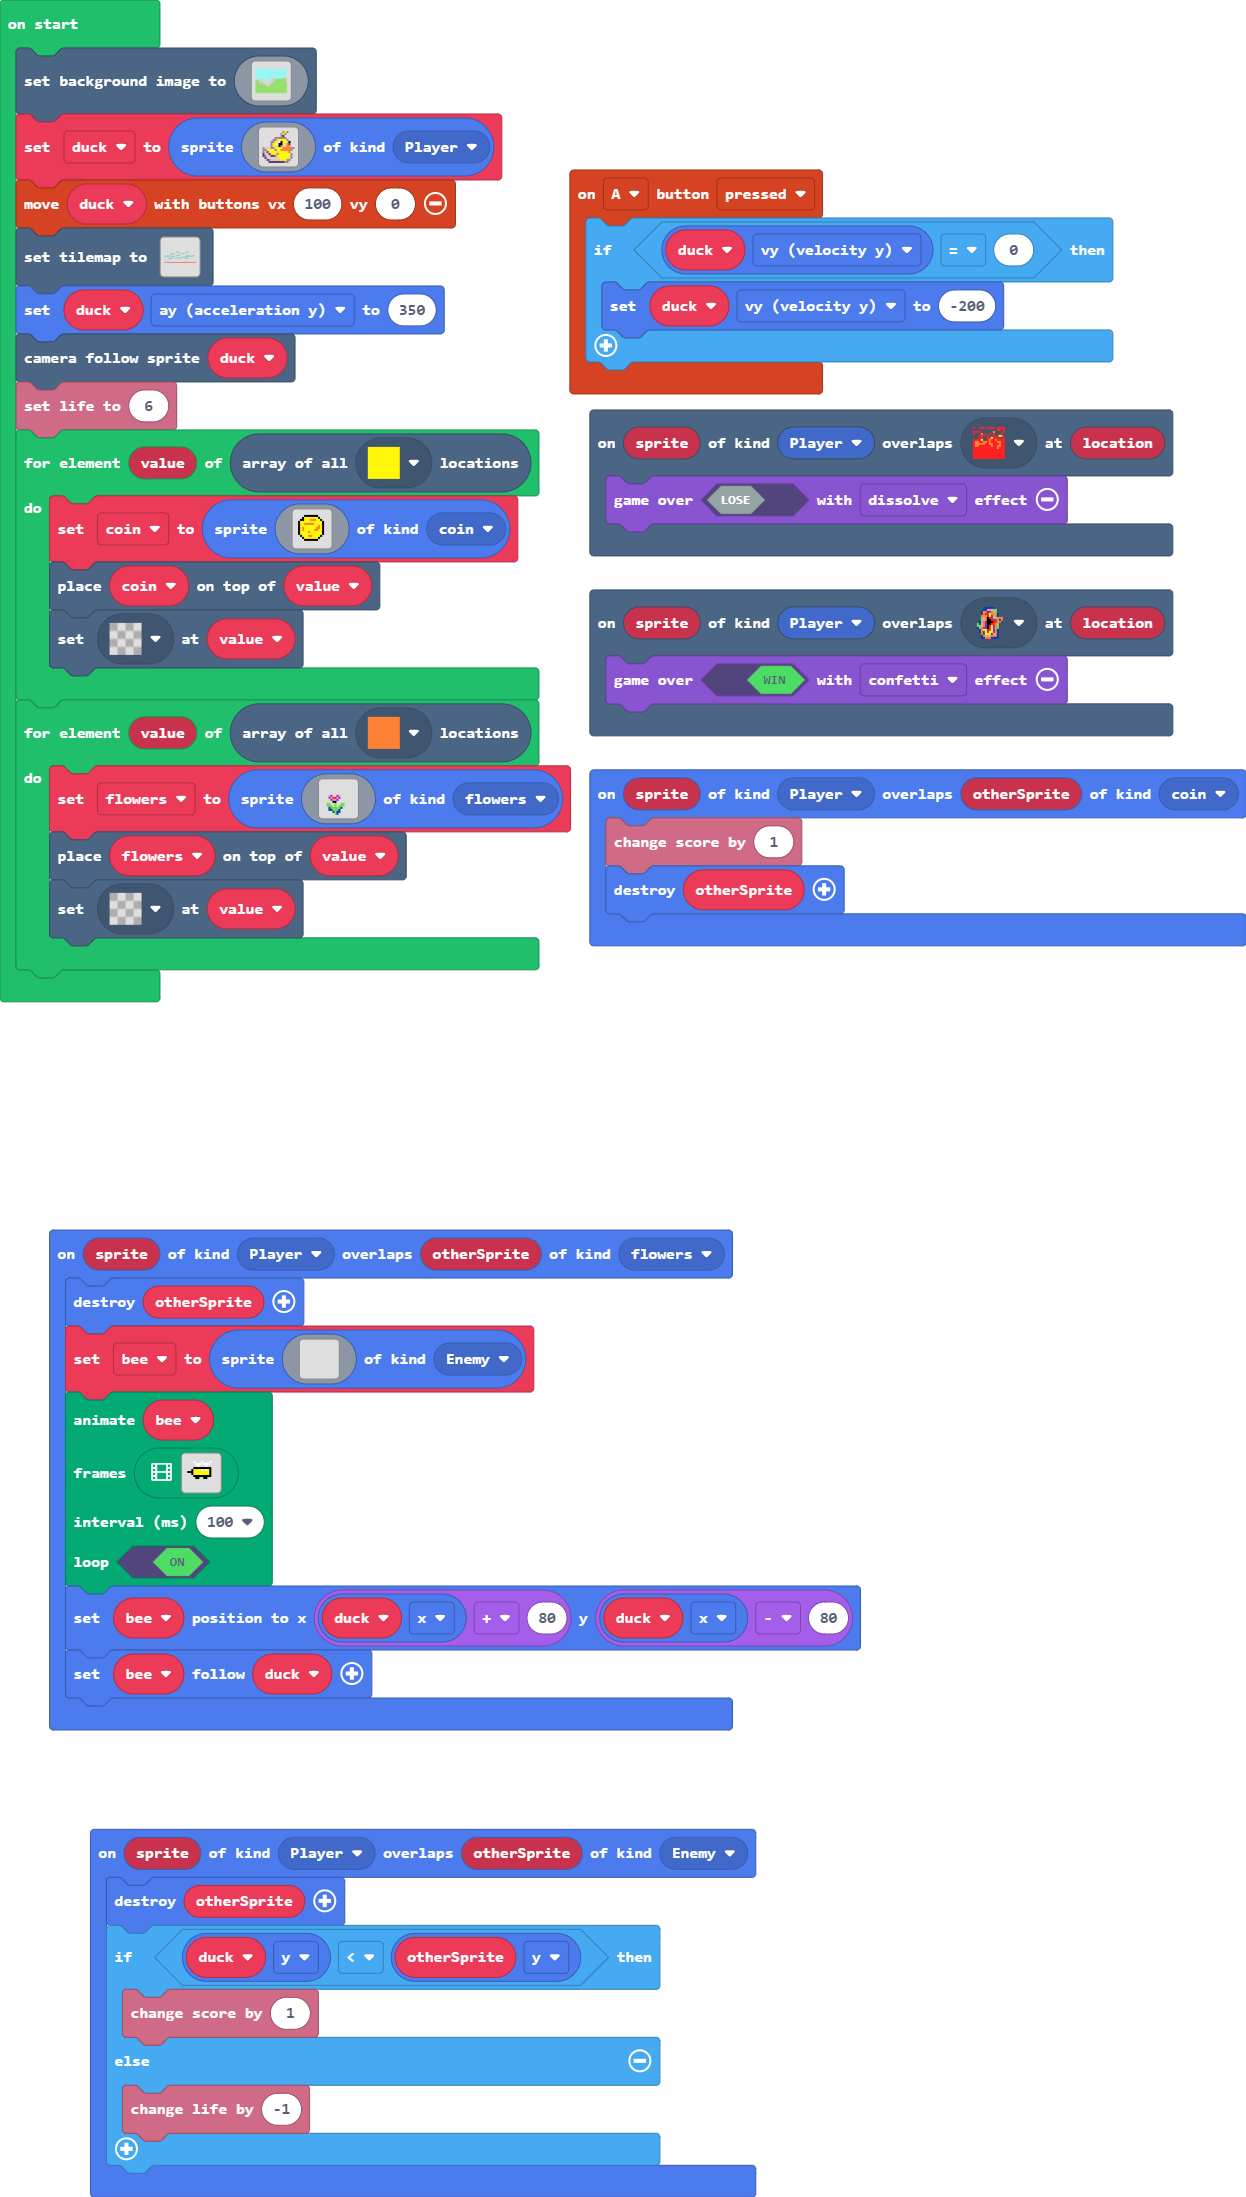 on start
set background image to
set duck to sprite of kind Player
move duck with buttons vx 100 vy 0
set tilemap to
set duck ay (acceleration y) to 350
camera follow sprite duck
set life to 6
for element value of array of all locations
do
set coin to sprite of kind coin
place coin on top of value
set at value
for element value of array of all locations
do
set flowers to sprite of kind flowers
place flowers on top of value
set at value
on A button pressed
if duck vy (velocity y) = 0 then
set duck vy (velocity y) to -200
on sprite of kind Player overlaps at location
game over LOSE with dissolve effect
on sprite of kind Player overlaps at location
game over WIN with confetti effect
on sprite of kind Player overlaps otherSprite of kind coin
change score by 1
destroy otherSprite
on sprite of kind Player overlaps otherSprite of kind flowers
destroy otherSprite
set bee to sprite of kind Enemy
animate bee
frames
interval (ms) 100
loop ON
set bee position to x duck x + 80 y duck x - 80
set bee follow duck
on sprite of kind Player overlaps otherSprite of kind Enemy
destroy otherSprite
if duck y < otherSprite y then
change score by 1
else
change life by -1